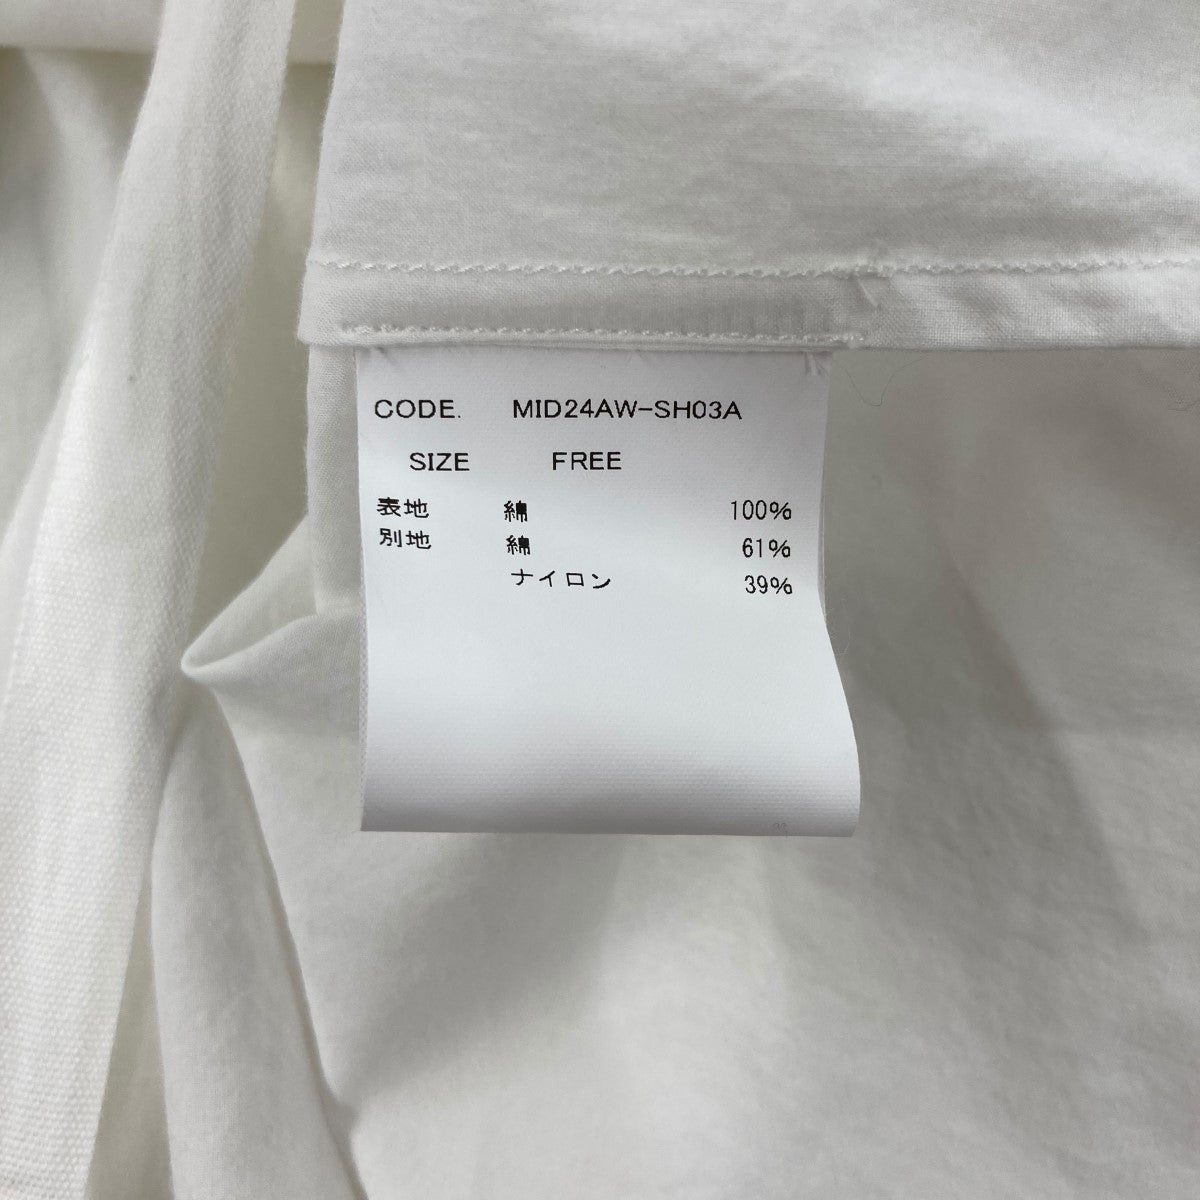 CODE. MID24AW-SH03A
SIZE FREE
表地 綿 100%
別地 綿 61%
ナイロン 39%